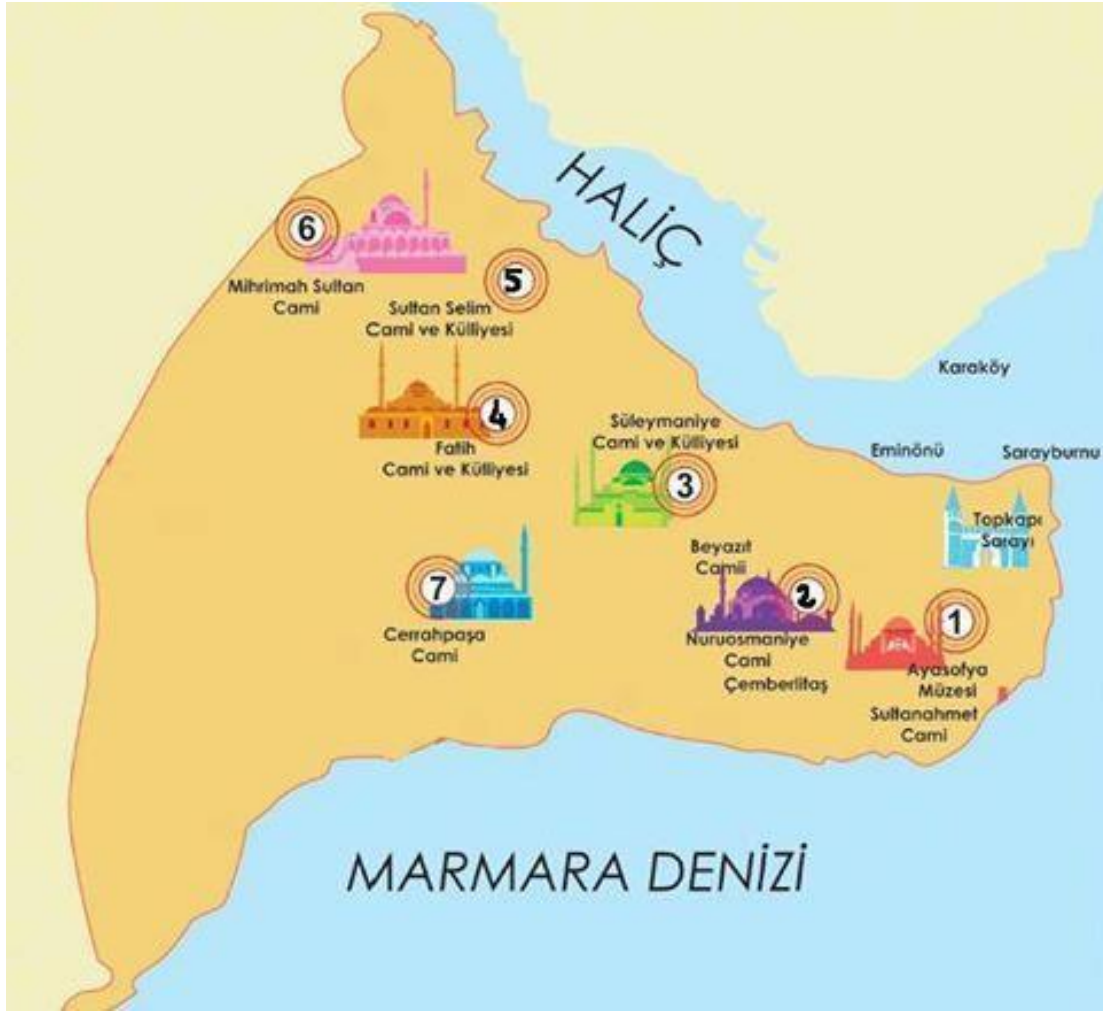 HALİÇ
6
Mihrimah Sultan
Cami
5
Sultan Selim
Cami ve Külliyesi
Karaköy
4
Fatih
Cami ve Külliyesi
Süleymaniye
Cami ve Külliyesi
3
Eminönü
Sarayburnu
Topkapı
Sarayı
Beyazıt
Camii
2
Nuruosmaniye
Cami
Çemberlitaş
1
Ayasofya
Müzesi
Sultanahmet
Cami
7
Cerrahpaşa
Cami
MARMARA DENİZİ